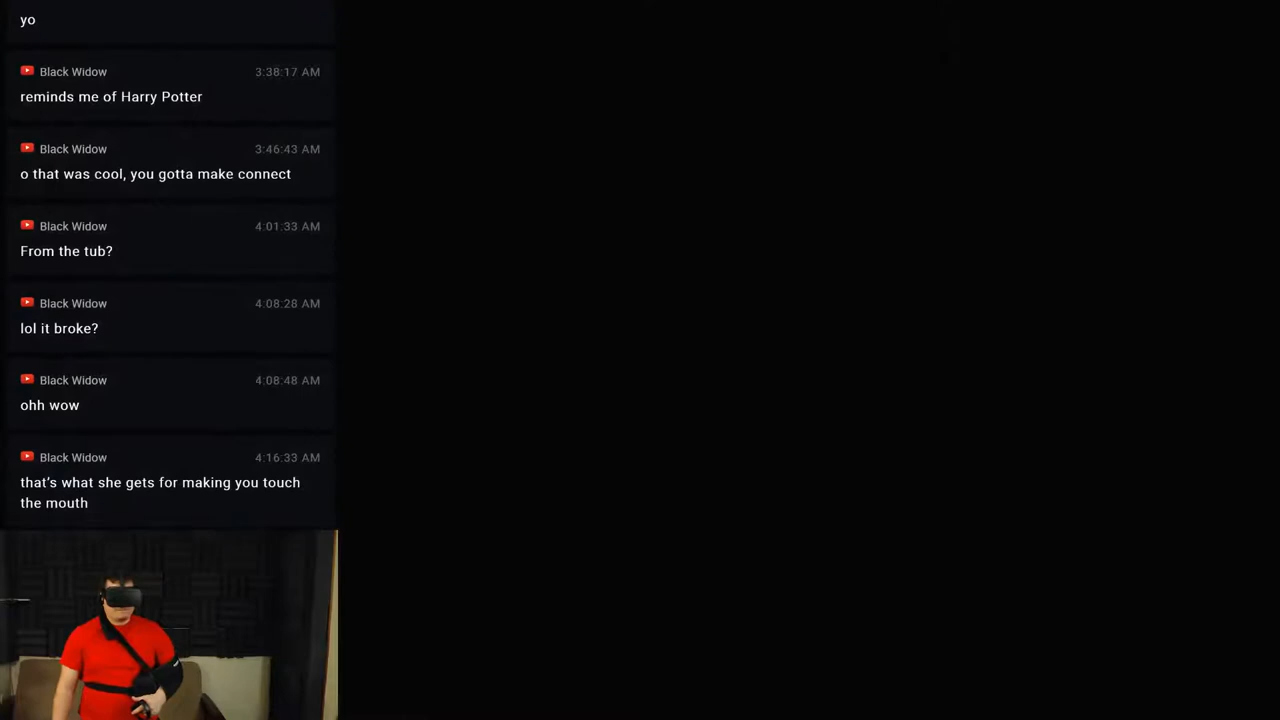 yo
Black Widow 3:38:17 AM
reminds me of Harry Potter
Black Widow 3:46:43 AM
o that was cool, you gotta make connect
Black Widow 4:01:33 AM
From the tub?
Black Widow 4:08:28 AM
lol it broke?
Black Widow 4:08:48 AM
ohh wow
Black Widow 4:16:33 AM
that’s what she gets for making you touch
the mouth